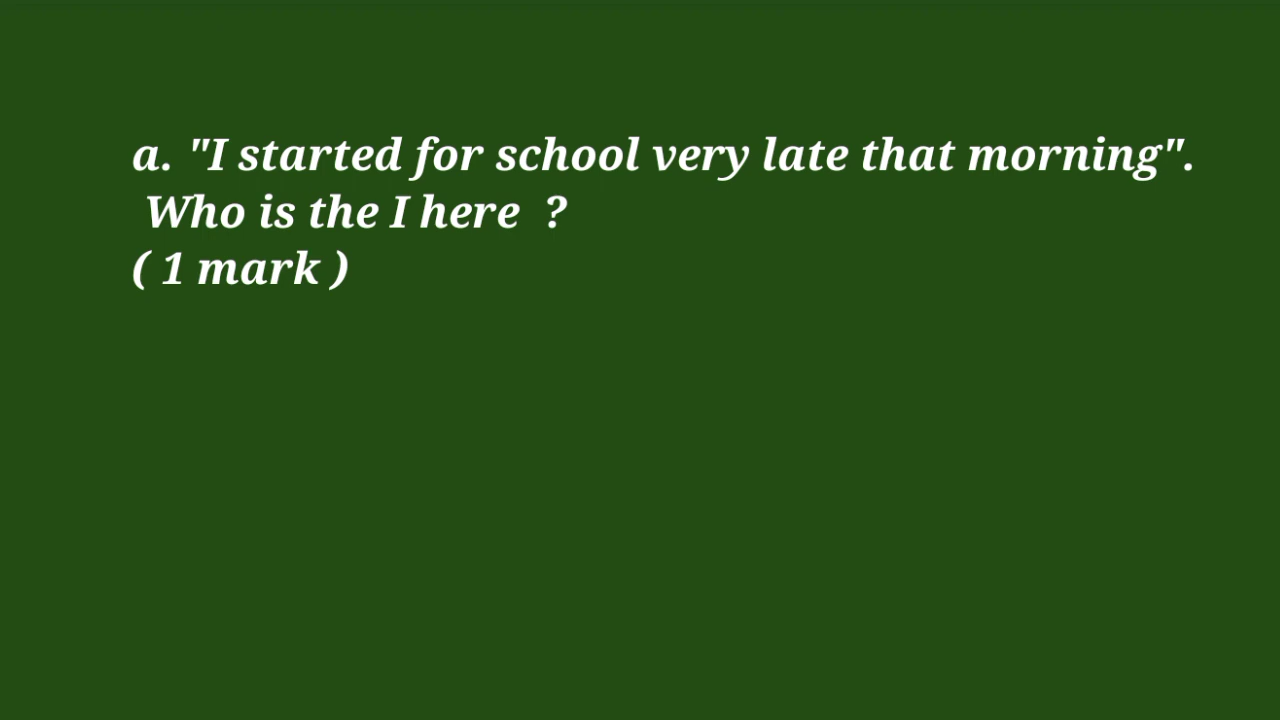 a. "I started for school very late that morning".
Who is the I here ?
( 1 mark )